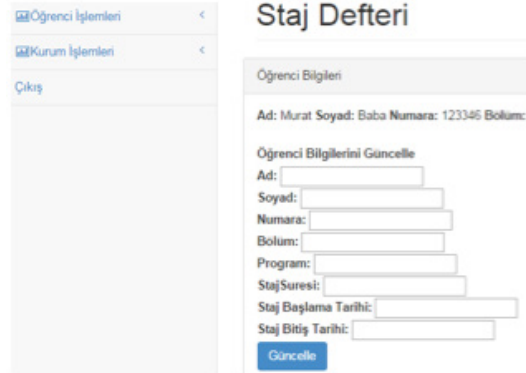 Öğrenci İşlemleri
Kurum İşlemleri
Çıkış
Staj Defteri
Öğrenci Bilgileri
Ad: Murat Soyad: Baba Numara: 123346 Bölüm:
Öğrenci Bilgilerini Güncelle
Ad:
Soyad:
Numara:
Bolüm:
Program:
StajSuresi:
Staj Başlama Tarihi:
Staj Bitiş Tarihi:
Güncelle